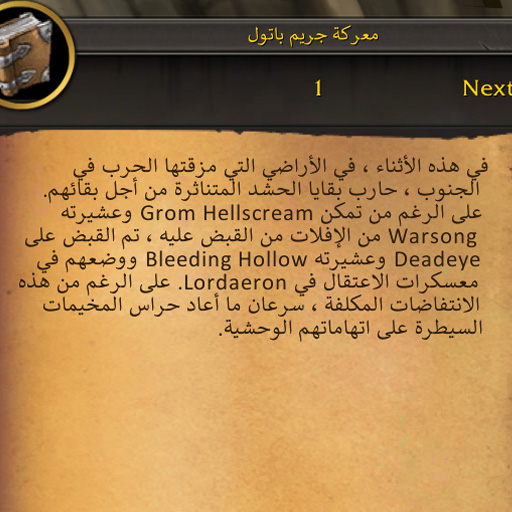 معركة جريم باتول
1
Next
في هذه الأثناء ، في الأراضي التي مزقتها الحرب في
الجنوب ، حارب بقايا الحشد المتناثرة من أجل بقائهم.
على الرغم من تمكن Grom Hellscream وعشيرته
Warsong من الإفلات من القبض عليه ، تم القبض على
Deadeye وعشيرته Bleeding Hollow ووضعهم في
معسكرات الاعتقال في Lordaeron. على الرغم من هذه
الانتفاضات المكلفة ، سرعان ما أعاد حراس المخيمات
السيطرة على اتهاماتهم الوحشية.